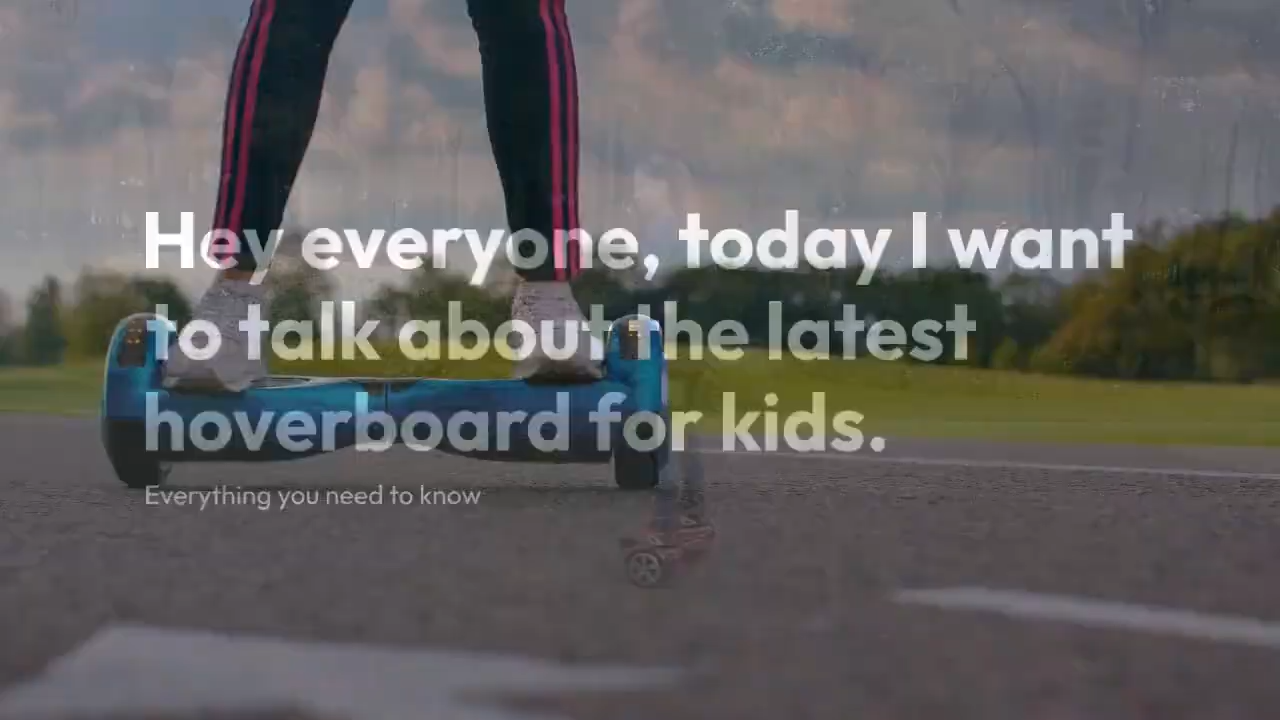 Hey everyone, today I want
to talk about the latest
hoverboard for kids.
Everything you need to know